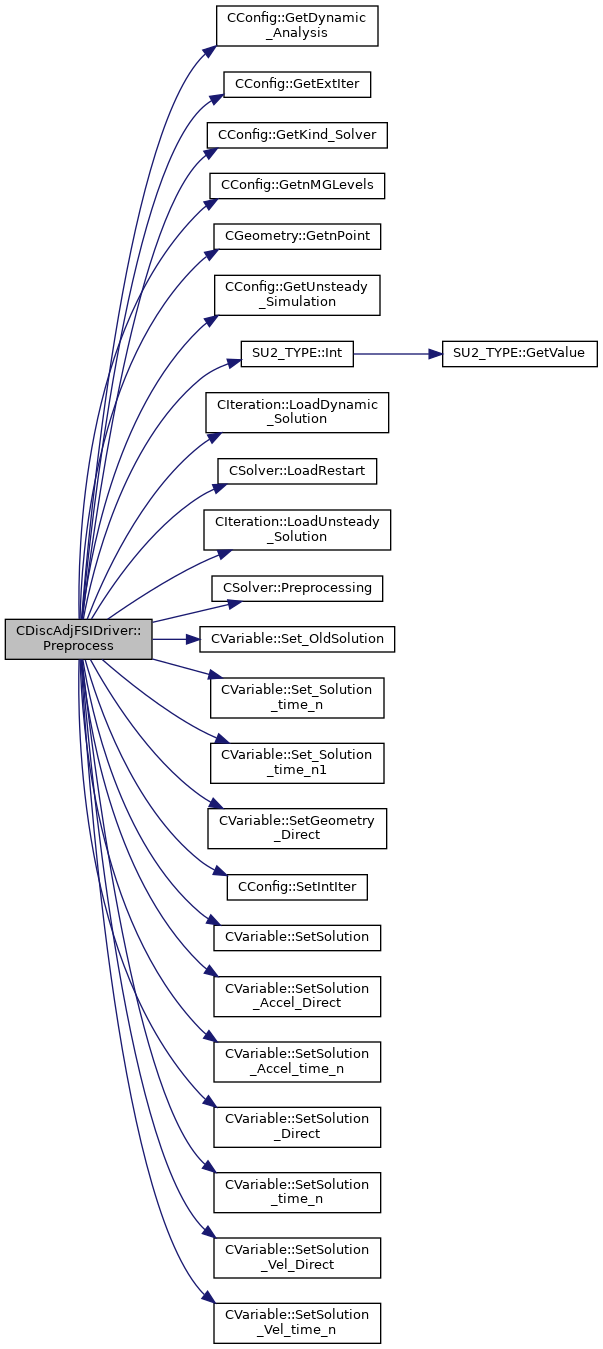 CConfig::GetDynamic
_Analysis
CConfig::GetExtIter
CConfig::GetKind_Solver
CConfig::GetnMGLevels
CGeometry::GetnPoint
CConfig::GetUnsteady
_Simulation
SU2_TYPE::Int
SU2_TYPE::GetValue
CIteration::LoadDynamic
_Solution
CSolver::LoadRestart
CIteration::LoadUnsteady
_Solution
CSolver::Preprocessing
CDiscAdjFSIDriver::
Preprocess
CVariable::Set_OldSolution
CVariable::Set_Solution
_time_n
CVariable::Set_Solution
_time_n1
CVariable::SetGeometry
_Direct
CConfig::SetIntIter
CVariable::SetSolution
CVariable::SetSolution
_Accel_Direct
CVariable::SetSolution
_Accel_time_n
CVariable::SetSolution
_Direct
CVariable::SetSolution
_time_n
CVariable::SetSolution
_Vel_Direct
CVariable::SetSolution
_Vel_time_n